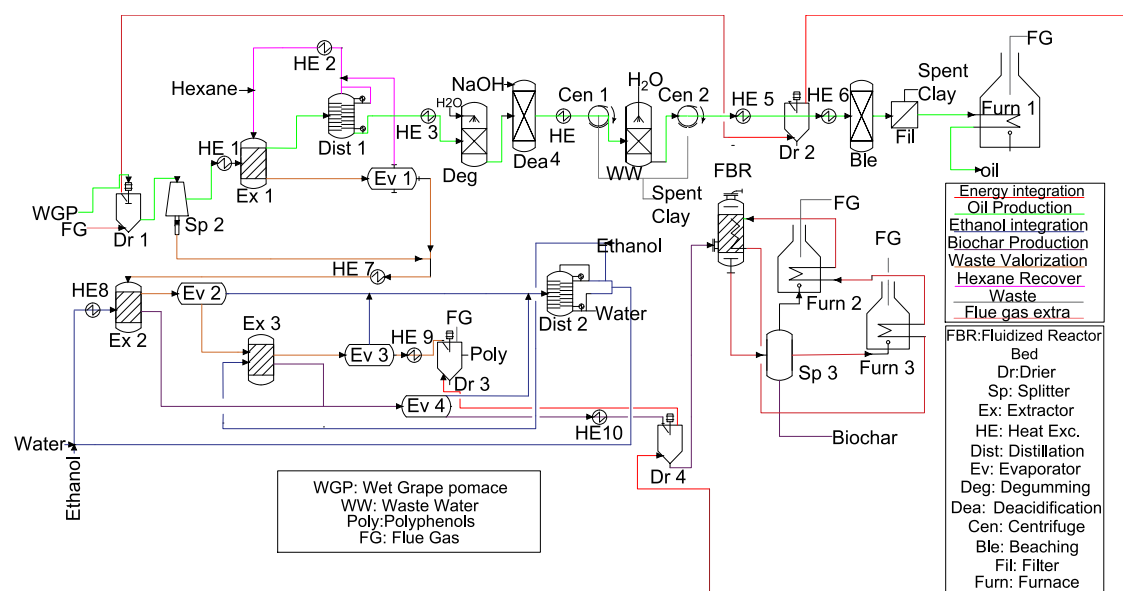 FG
HE 2
Hexane
NaOH
H2O
H2O
Cen 1
Cen 2
HE 5
HE 6
Spent
Clay
Furn 1
HE 1
Dist 1
HE 3
HE
Fil
Dea4
Dr 2
Ble
Deg
WW
oil
Ex 1
Ev 1
FBR
Spent
Clay
WGP
FG
Dr 1
Sp 2
Energy integration
Oil Production
Ethanol integration
Biochar Production
Waste Valorization
Hexane Recover
Waste
Flue gas extra
FG
FG
Ethanol
HE 7
HE8
Ev 2
Water
Dist 2
Furn 2
Ex 2
Ex 3
HE 9
FG
Ev 3
Poly
Dr 3
Sp 3
Furn 3
Ev 4
HE10
Biochar
Water
Ethanol
Dr 4
FBR:Fluidized Reactor
Bed
Dr:Drier
Sp: Splitter
Ex: Extractor
HE: Heat Exc.
Dist: Distillation
Ev: Evaporator
Deg: Degumming
Dea: Deacidification
Cen: Centrifuge
Ble: Beaching
Fil: Filter
Furn: Furnace
WGP: Wet Grape pomace
WW: Waste Water
Poly:Polyphenols
FG: Flue Gas